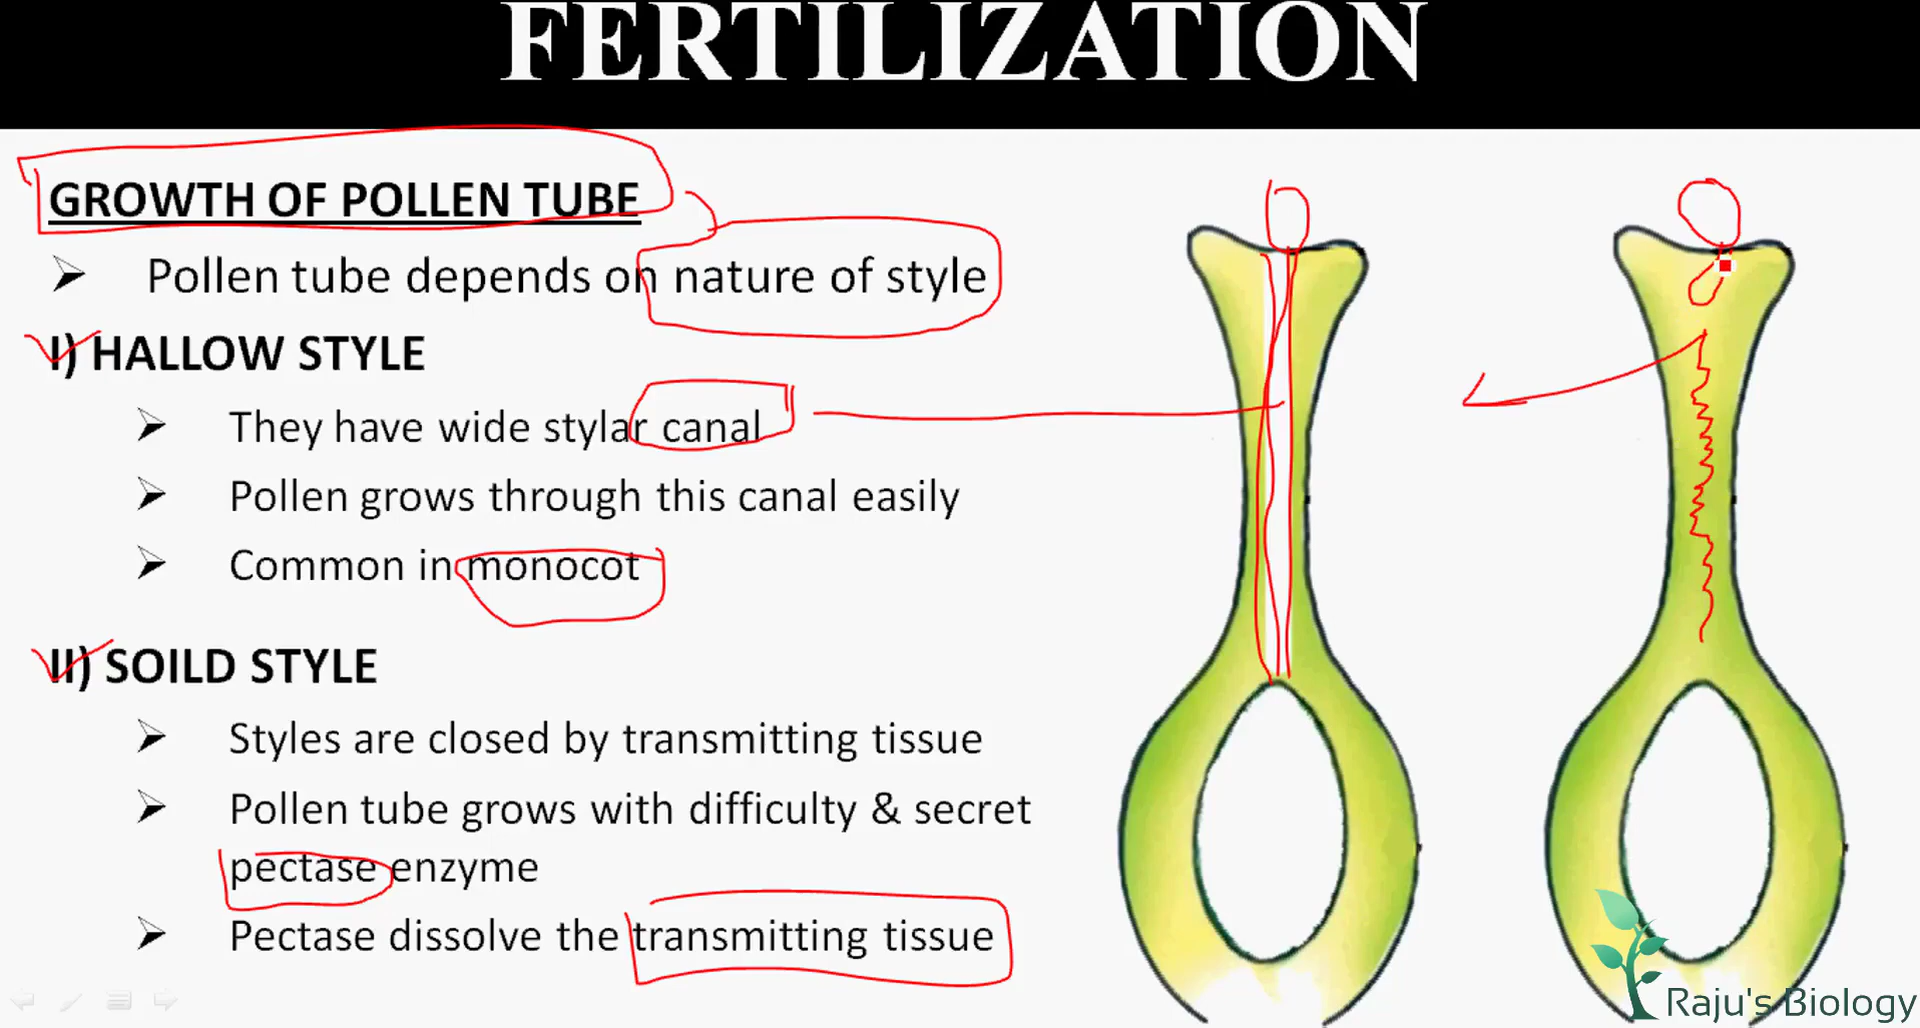 FERTILIZATION
GROWTH OF POLLEN TUBE
Pollen tube depends on nature of style
I) HALLOW STYLE
They have wide stylar canal
Pollen grows through this canal easily
Common in monocot
II) SOILD STYLE
Styles are closed by transmitting tissue
Pollen tube grows with difficulty & secret
pectase enzyme
Pectase dissolve the transmitting tissue
Raju's Biology